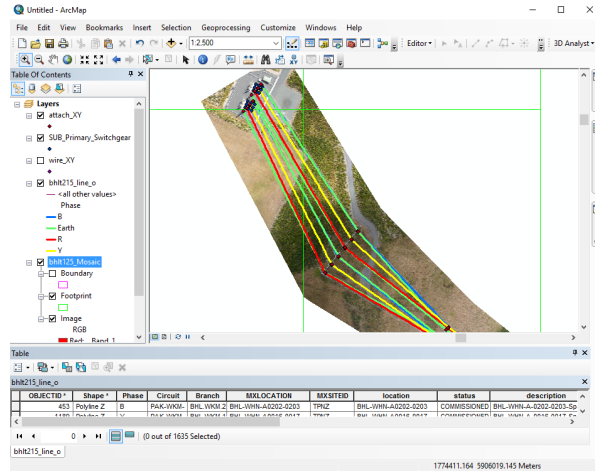 Untitled - ArcMap
File Edit View Bookmarks Insert Selection Geoprocessing Customize Windows Help
1:2.500 Editor 3D Analyst
Table Of Contents
Layers
attach_XY
SUB_Primary_Switchgear
wire_XY
bhlt215_line_o
<all other values>
Phase
B
Earth
R
Y
bhlt125_Mosaic
Boundary
Footprint
Image
RGB
Red: Band_1
Table
bhlt215_line_o
OBJECTID * Shape * Phase Circuit Branch MXLOCATION MXSITEID location status description
453 Polyline Z B PAK-WKM- BHL.WKM.2 BHL-WHN-A0202-0203 TPNZ BHL-WHN-A0202-0203 COMMISSIONED BHL-WHN-A-0202-0203-Sp
0 (0 out of 1635 Selected)
bhlt215_line_o
1774411.164 5906019.145 Meters